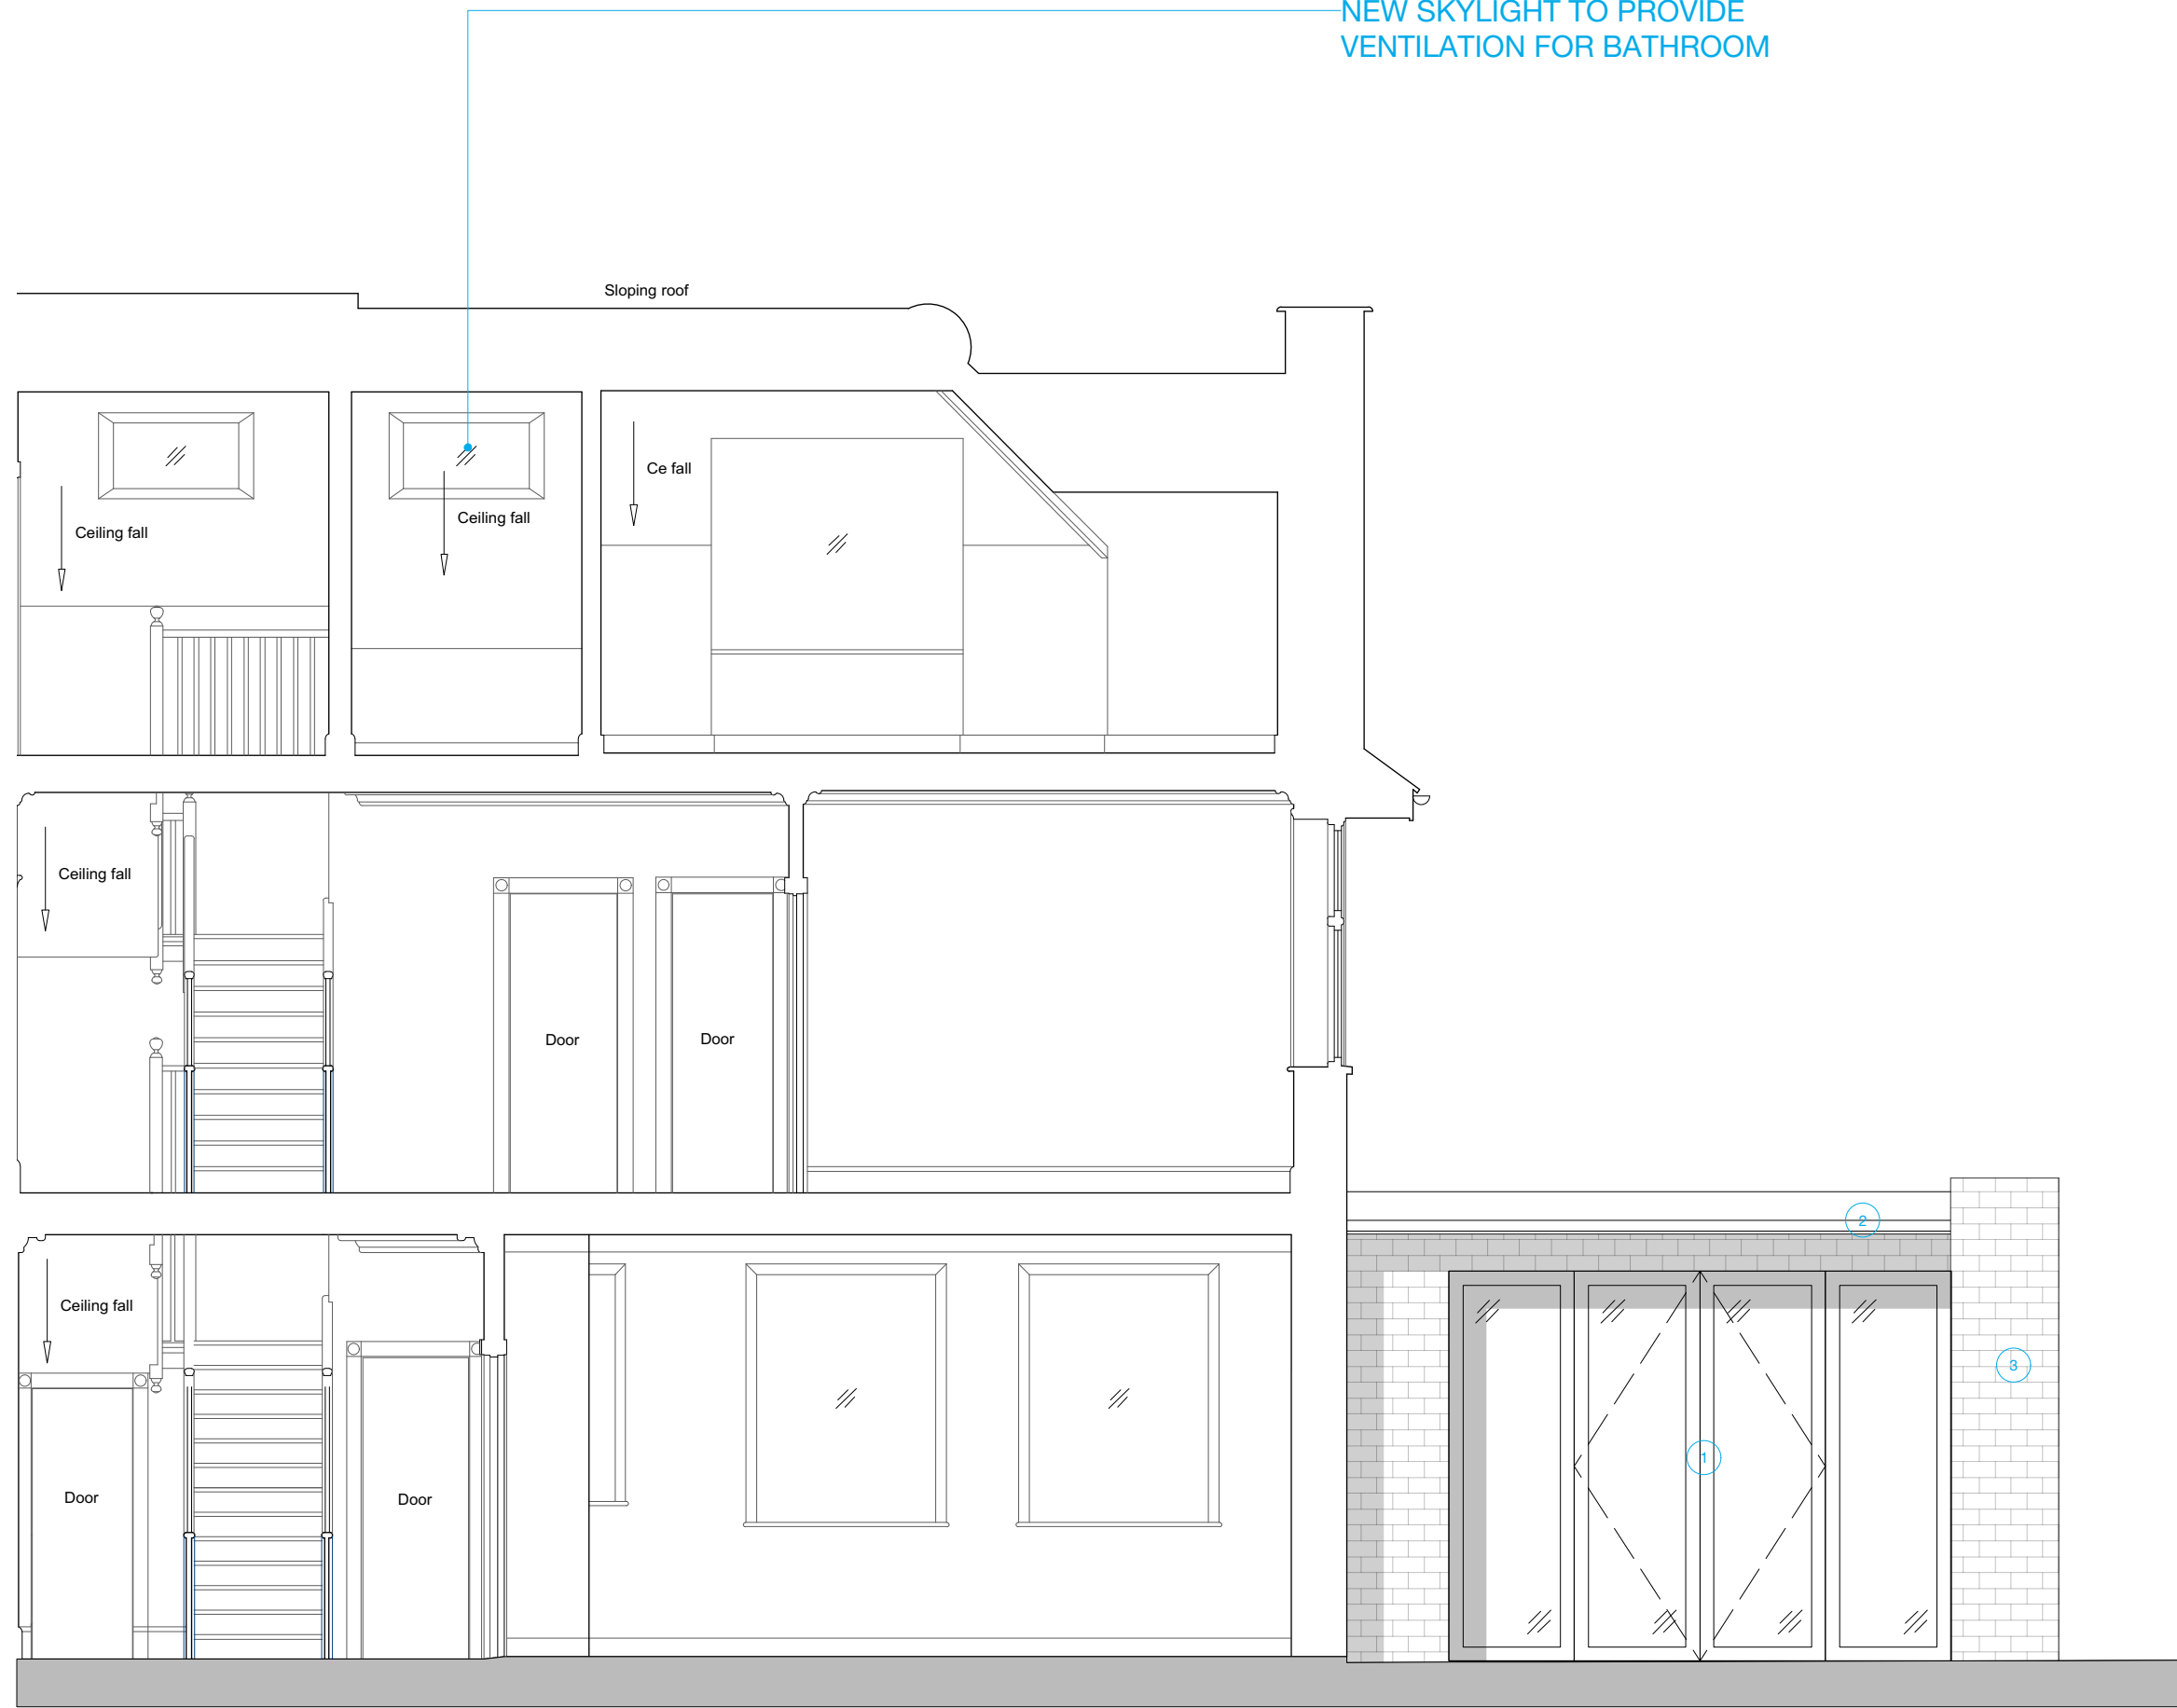 NEW SKYLIGHT TO PROVIDE
VENTILATION FOR BATHROOM
Sloping roof
Ce fall
Ceiling fall
Ceiling fall
Ceiling fall
Door
Door
2
Ceiling fall
3
1
Door
Door